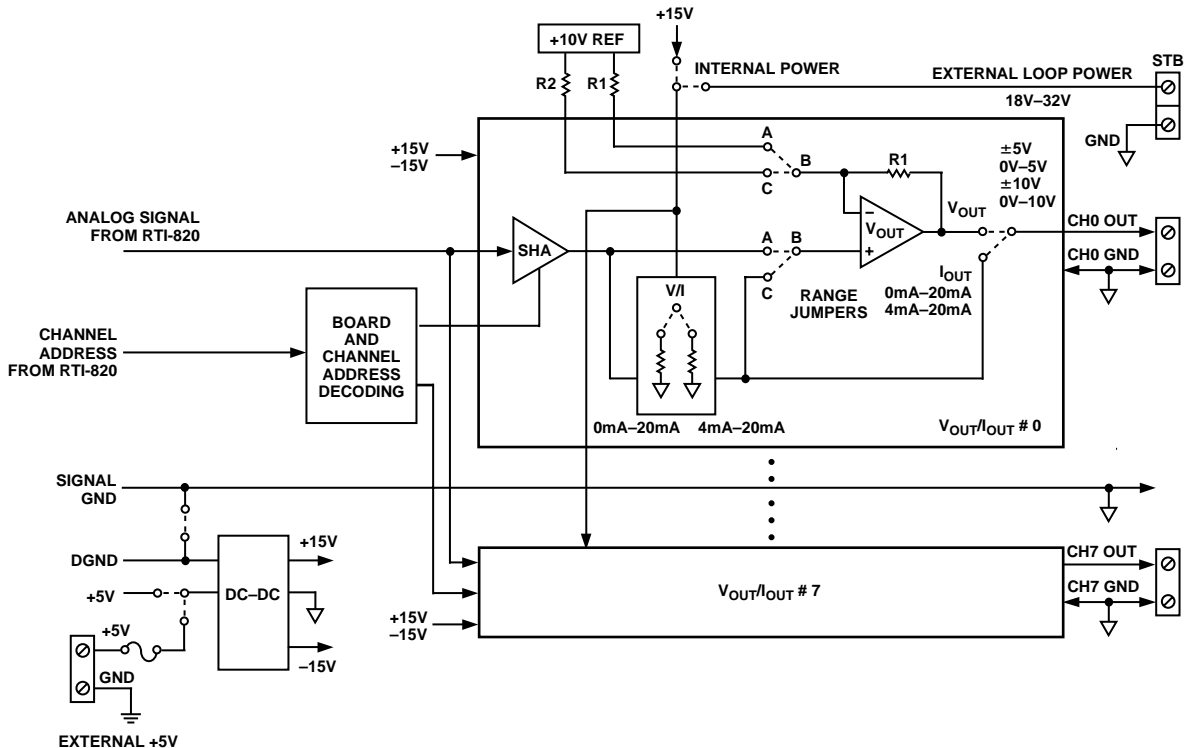 +15V
+10V REF
R2
R1
INTERNAL POWER
EXTERNAL LOOP POWER
18V–32V
STB
GND
+15V
–15V
A
B
C
R1
±5V
0V–5V
±10V
0V–10V
ANALOG SIGNAL
FROM RTI-820
SHA
A
B
C
–
VOUT
+
VOUT
CH0 OUT
CH0 GND
IOUT
0mA–20mA
4mA–20mA
RANGE
JUMPERS
V/I
BOARD
AND
CHANNEL
ADDRESS
DECODING
CHANNEL
ADDRESS
FROM RTI-820
0mA–20mA
4mA–20mA
VOUT/IOUT # 0
SIGNAL
GND
DGND
+5V
DC–DC
+15V
–15V
+5V
GND
EXTERNAL +5V
+15V
–15V
VOUT/IOUT # 7
CH7 OUT
CH7 GND